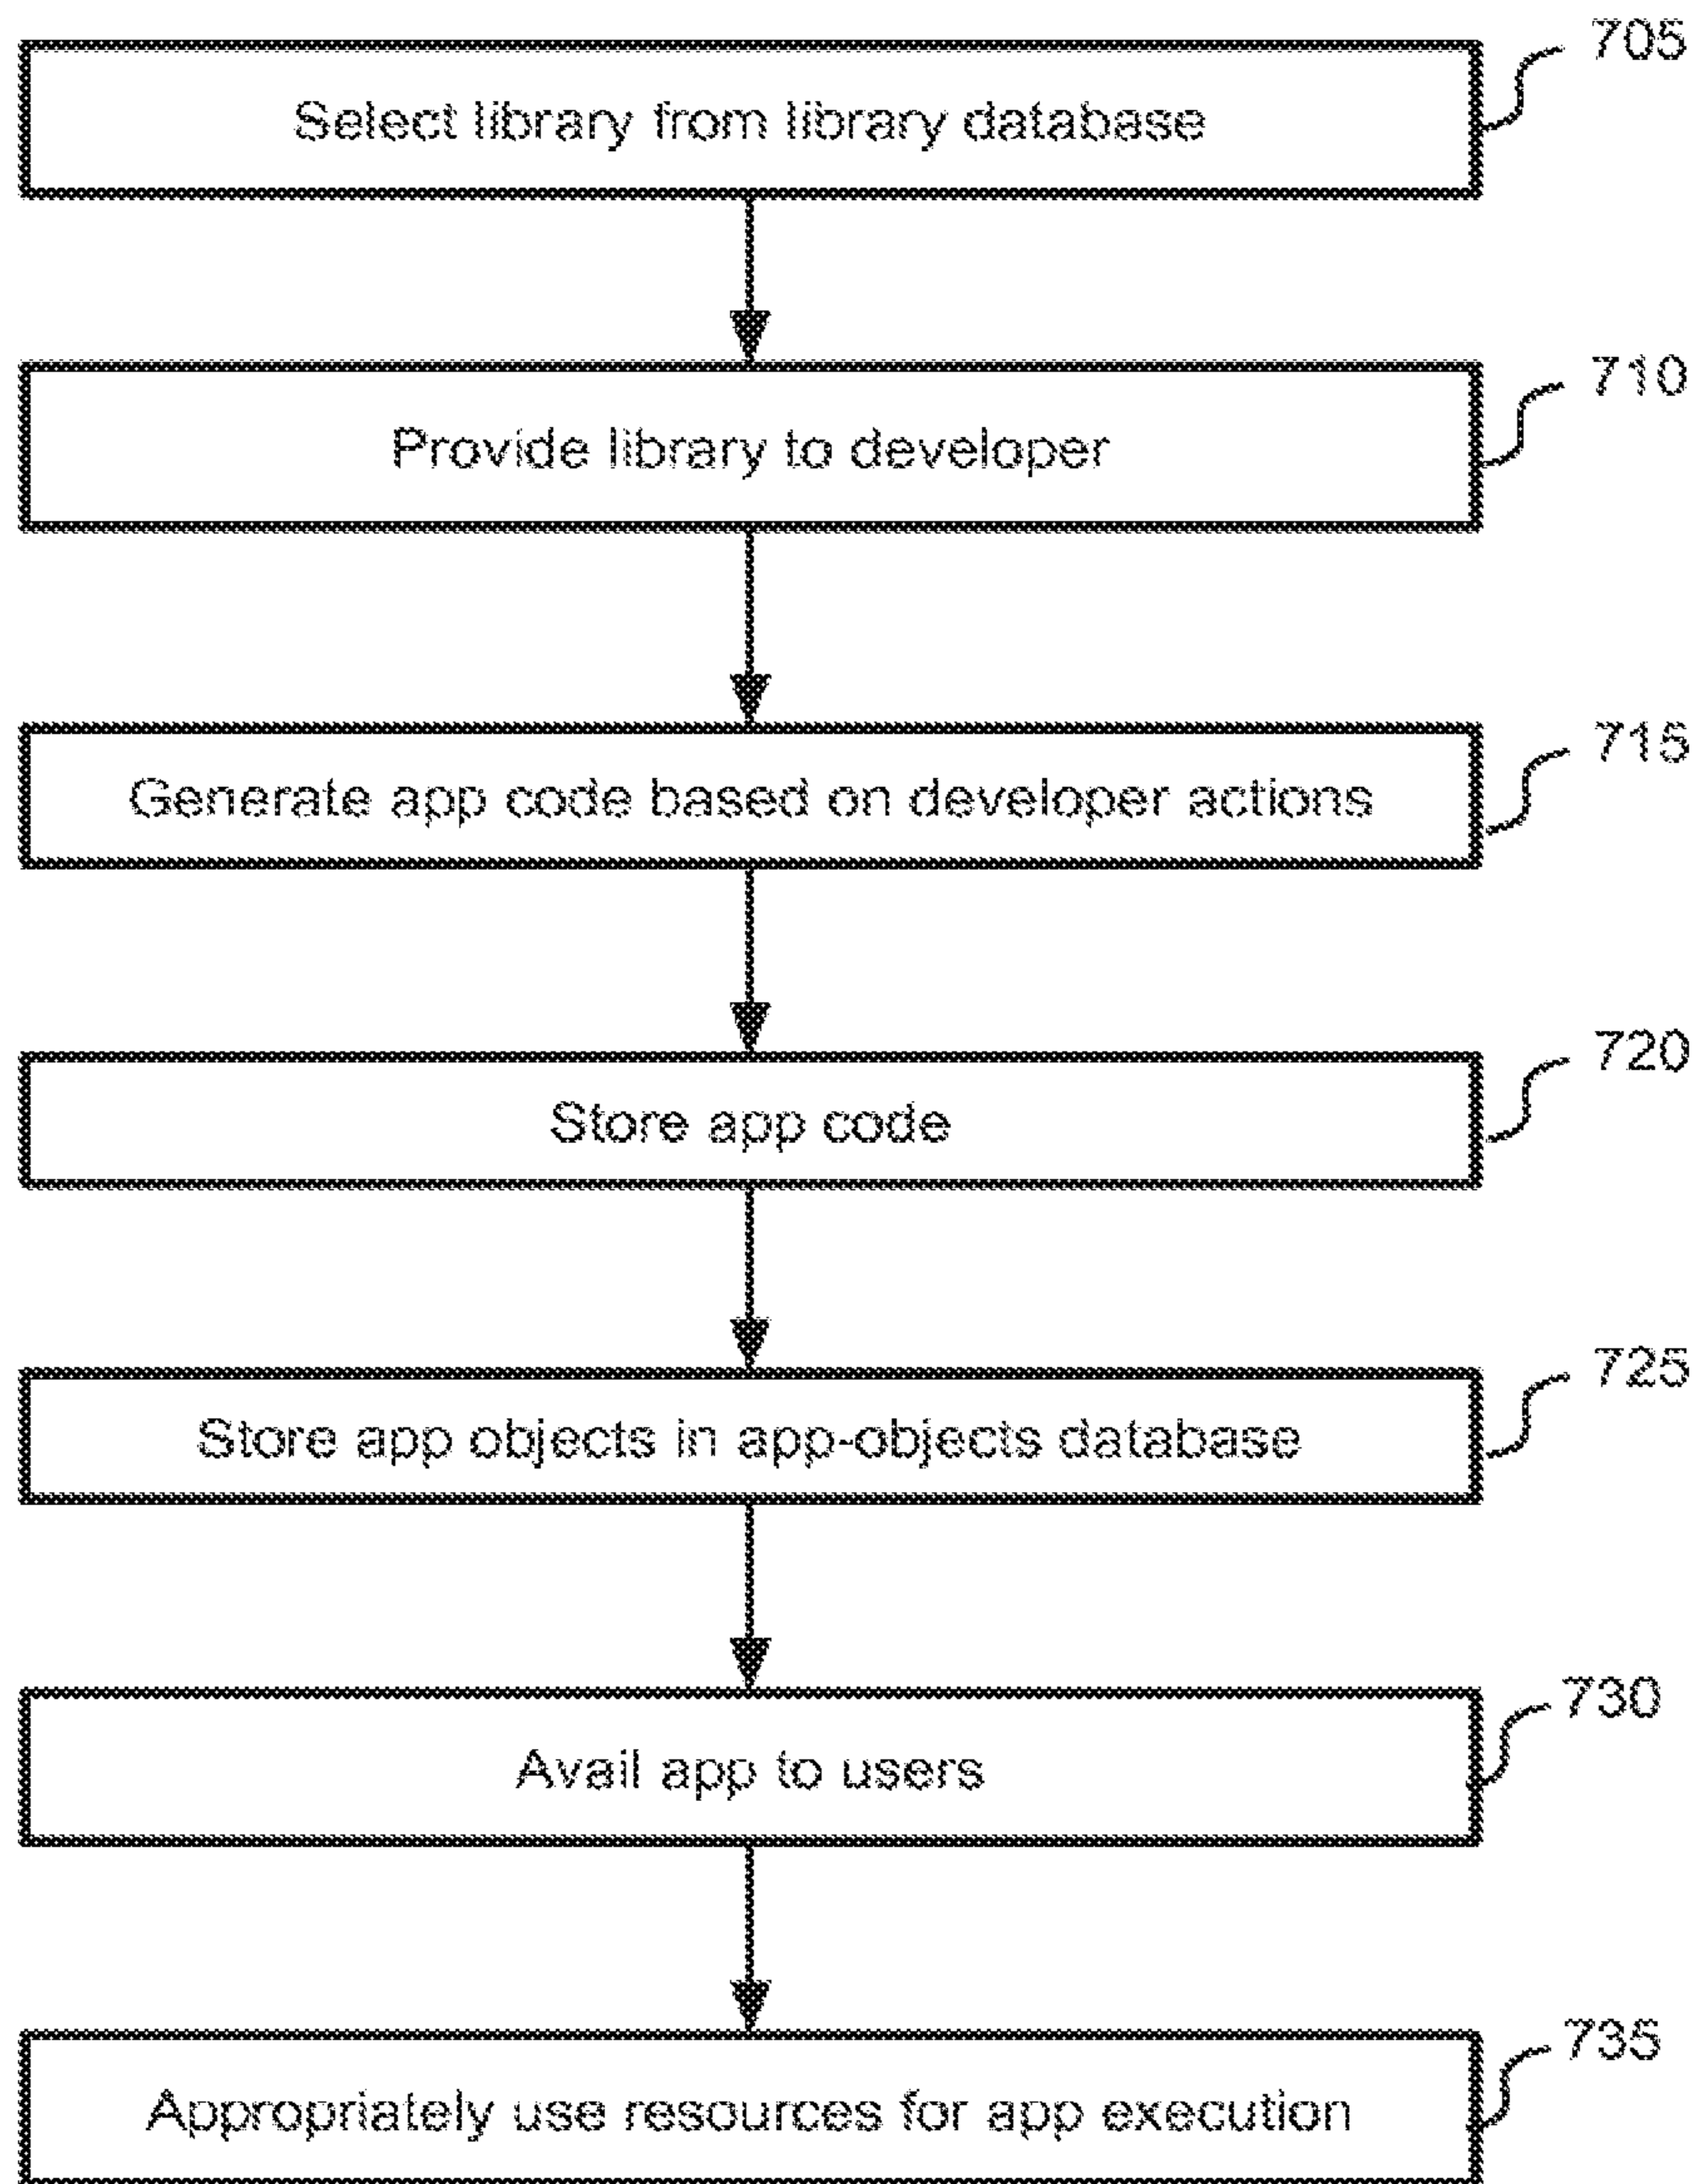 705
Select library from library database
710
Provide library to developer
715
Generate app code based on developer actions
720
Store app code
725
Store app objects in app-objects database
730
Avail app to users
735
Appropriately use resources for app execution